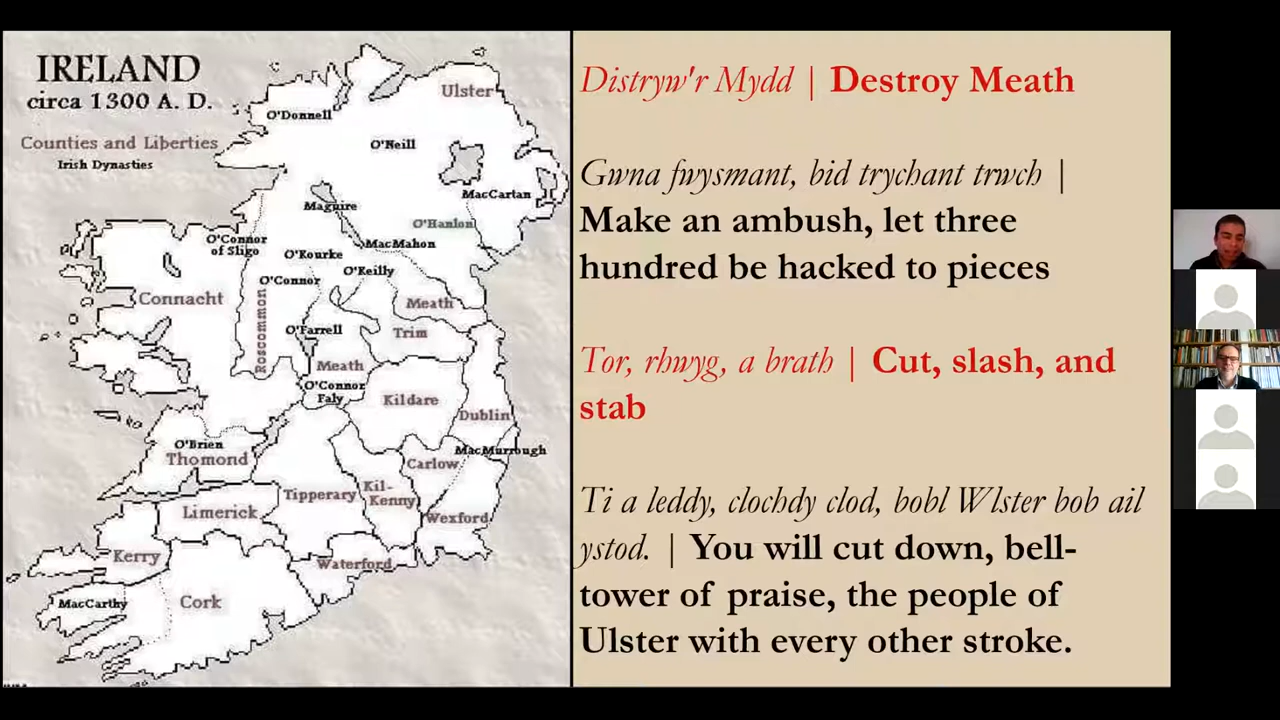 IRELAND
circa 1300 A. D.
Counties and Liberties
Irish Dynasties
Ulster
O'Donnell
O'Neill
MacCartan
Maguire
O'Hanlon
O'Connor
of Sligo
MacMahon
O'Rourke
O'Reilly
O'Connor
Connacht
Roscommon
Meath
O'Farrell
Trim
Meath
O'Connor
Faly
Kildare
Dublin
O'Brien
Thomond
MacMurrough
Carlow
Tipperary
Kil-
Kenny
Limerick
Wexford
Kerry
Waterford
MacCarthy
Cork
Distryw'r Mydd | Destroy Meath
Gwna fwysmant, bid trychant trwch |
Make an ambush, let three
hundred be hacked to pieces
Tor, rhwyg, a brath | Cut, slash, and
stab
Ti a leddy, clochdy clod, bobl Wlster bob ail
ystod. | You will cut down, bell-
tower of praise, the people of
Ulster with every other stroke.